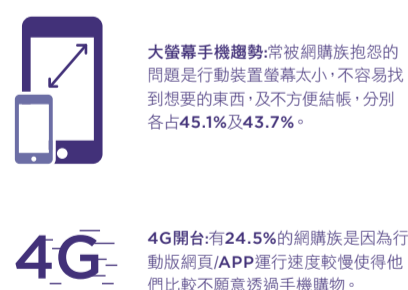 大螢幕手機趨勢:常被網購族抱怨的
問題是行動裝置螢幕太小，不容易找
到想要的東西，及不方便結帳，分別
各占45.1%及43.7%。
4G
4G開台:有24.5%的網購族是因為行
動版網頁/APP運行速度較慢使得他
們比較不願意透過手機購物。